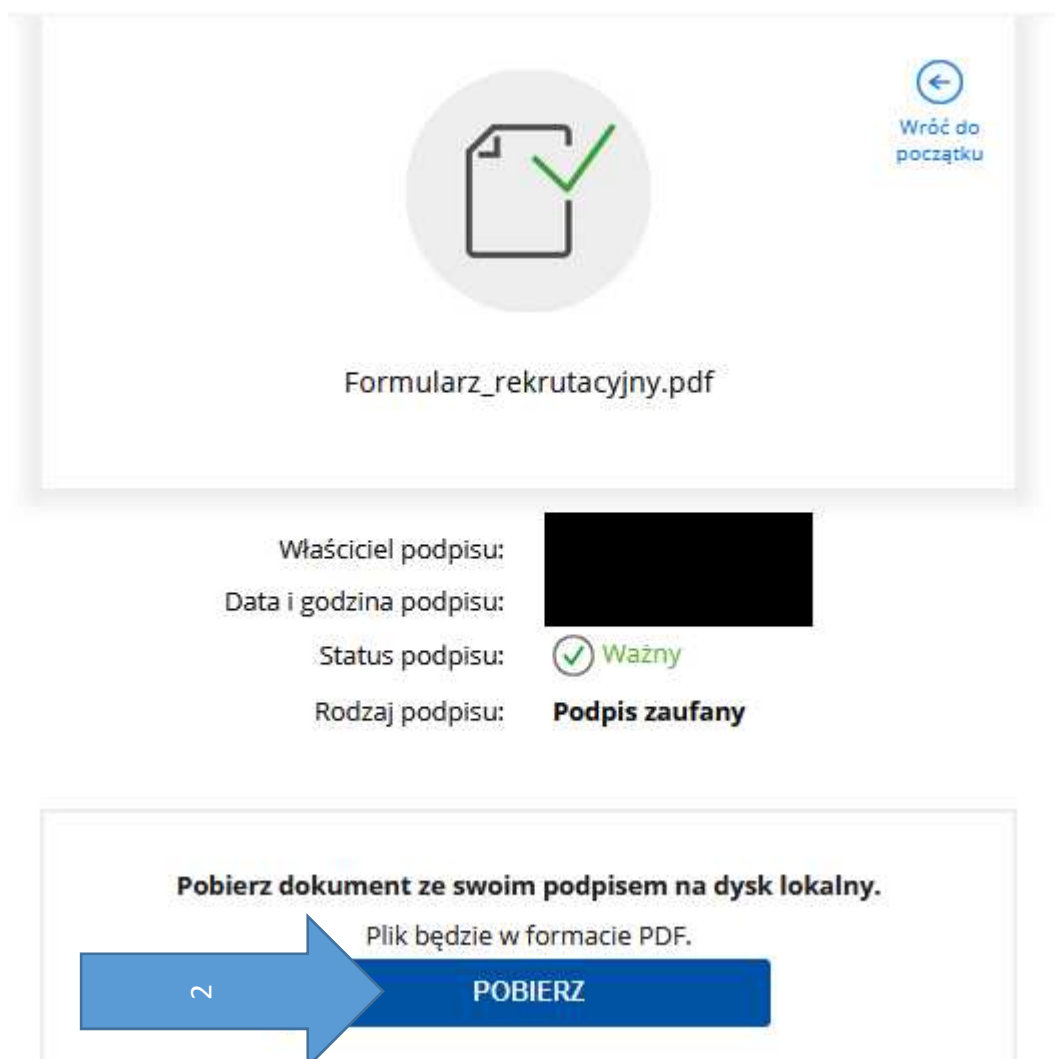 Wróć do
początku
Formularz_rekrutacyjny.pdf
Właściciel podpisu:
Data i godzina podpisu:
Status podpisu: Ważny
Rodzaj podpisu: Podpis zaufany
Pobierz dokument ze swoim podpisem na dysk lokalny.
Plik będzie w formacie PDF.
2
POBIERZ